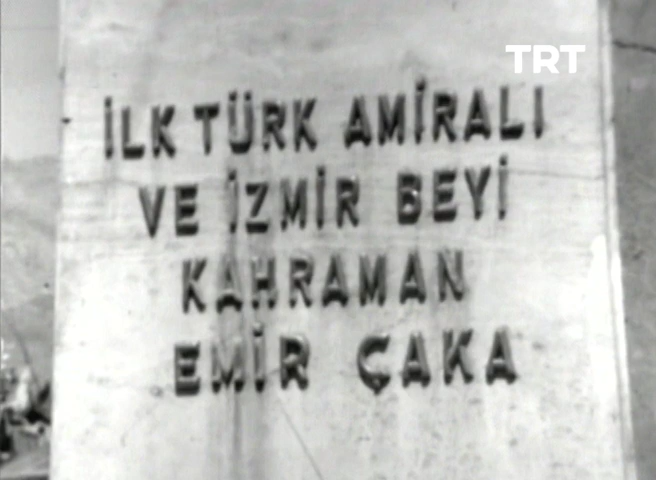 TRT
İLK TÜRK AMİRALI
VE İZMİR BEYİ
KAHRAMAN
EMİR ÇAKA